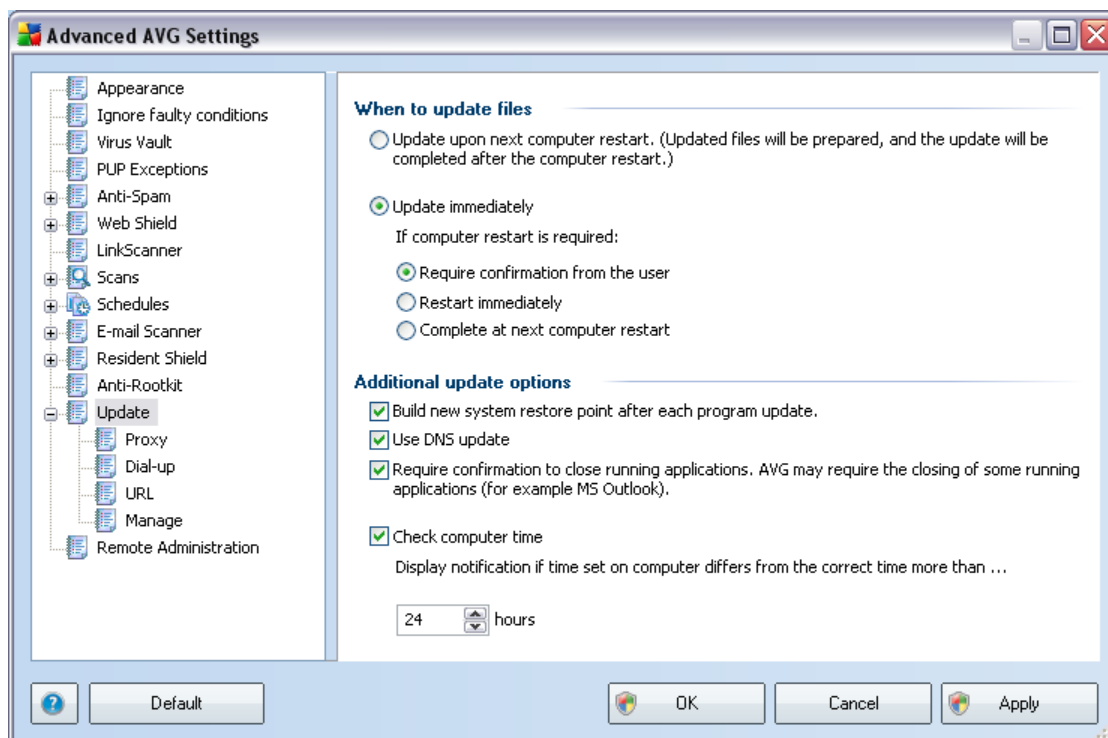 Advanced AVG Settings
Appearance
Ignore faulty conditions
Virus Vault
PUP Exceptions
Anti-Spam
Web Shield
LinkScanner
Scans
Schedules
E-mail Scanner
Resident Shield
Anti-Rootkit
Update
Proxy
Dial-up
URL
Manage
Remote Administration
When to update files
Update upon next computer restart. (Updated files will be prepared, and the update will be
completed after the computer restart.)
Update immediately
If computer restart is required:
Require confirmation from the user
Restart immediately
Complete at next computer restart
Additional update options
Build new system restore point after each program update.
Use DNS update
Require confirmation to close running applications. AVG may require the closing of some running
applications (for example MS Outlook).
Check computer time
Display notification if time set on computer differs from the correct time more than ...
24 hours
?
Default
OK
Cancel
Apply